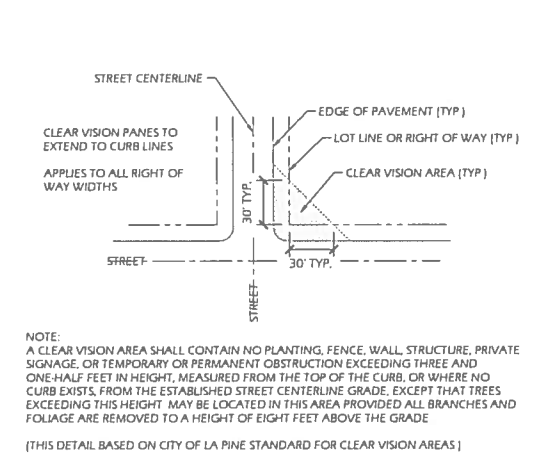 STREET CENTERLINE
EDGE OF PAVEMENT (TYP.)
CLEAR VISION PANES TO
EXTEND TO CURB LINES
LOT LINE OR RIGHT OF WAY (TYP.)
APPLIES TO ALL RIGHT OF
WAY WIDTHS
CLEAR VISION AREA (TYP.)
30' TYP.
30' TYP.
STREET
STREET
NOTE:
A CLEAR VISION AREA SHALL CONTAIN NO PLANTING, FENCE, WALL, STRUCTURE, PRIVATE
SIGNAGE, OR TEMPORARY OR PERMANENT OBSTRUCTION EXCEEDING THREE AND
ONE-HALF FEET IN HEIGHT, MEASURED FROM THE TOP OF THE CURB, OR WHERE NO
CURB EXISTS, FROM THE ESTABLISHED STREET CENTERLINE GRADE, EXCEPT THAT TREES
EXCEEDING THIS HEIGHT MAY BE LOCATED IN THIS AREA PROVIDED ALL BRANCHES AND
FOLIAGE ARE REMOVED TO A HEIGHT OF EIGHT FEET ABOVE THE GRADE
(THIS DETAIL BASED ON CITY OF LA PINE STANDARD FOR CLEAR VISION AREAS )